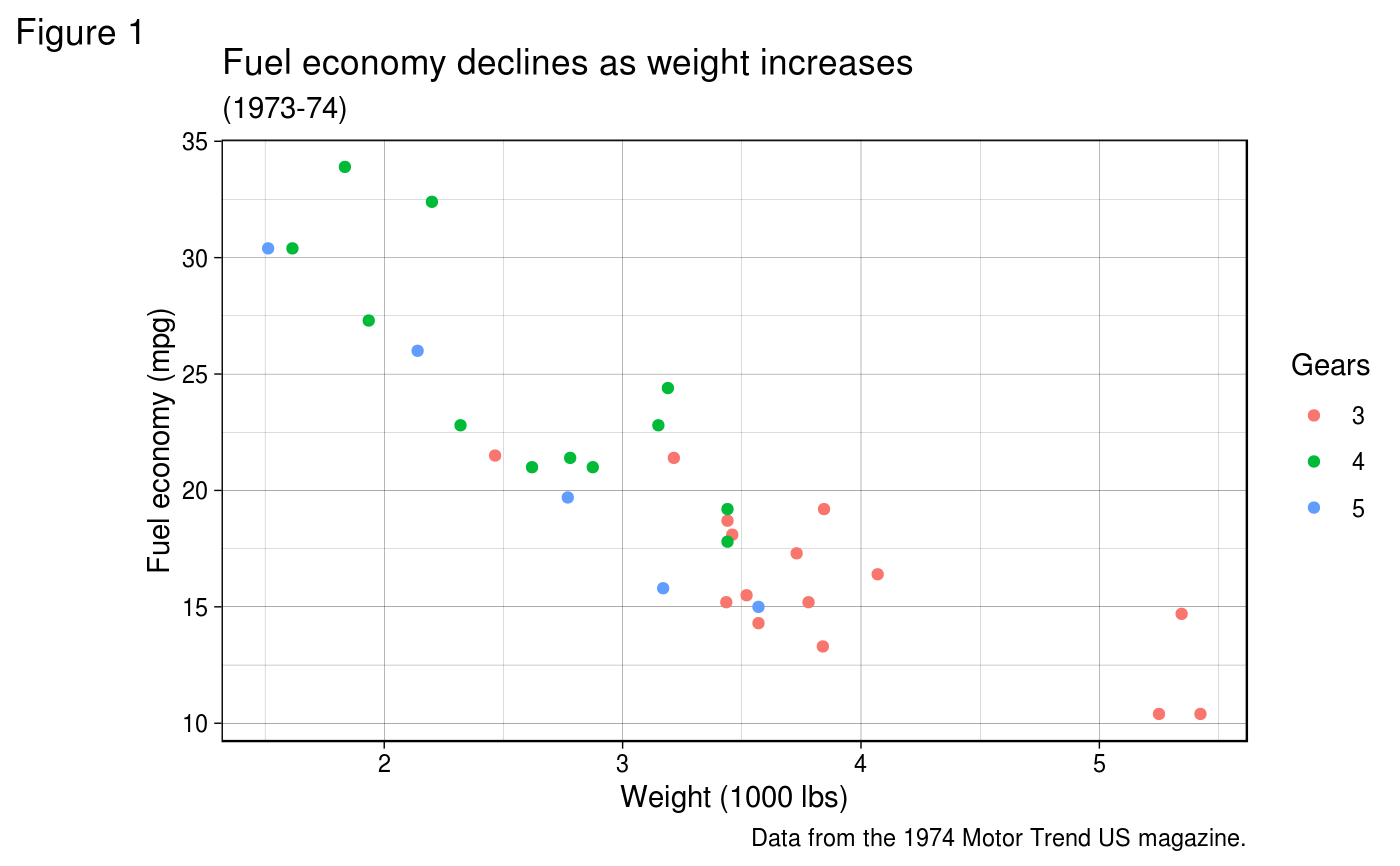 Figure 1
Fuel economy declines as weight increases
(1973-74)
35
30
25
20
15
10
Fuel economy (mpg)
2
3
4
5
Weight (1000 lbs)
Gears
3
4
5
Data from the 1974 Motor Trend US magazine.